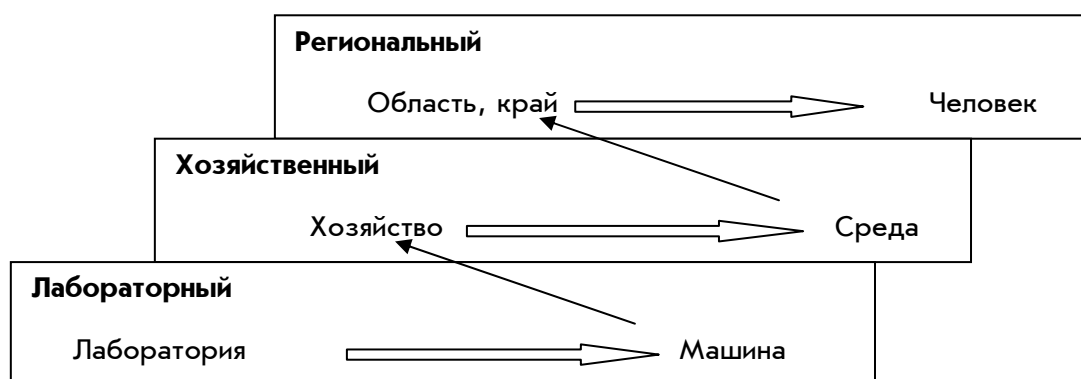 Региональный
Область, край Человек
Хозяйственный
Хозяйство Среда
Лабораторный
Лаборатория Машина